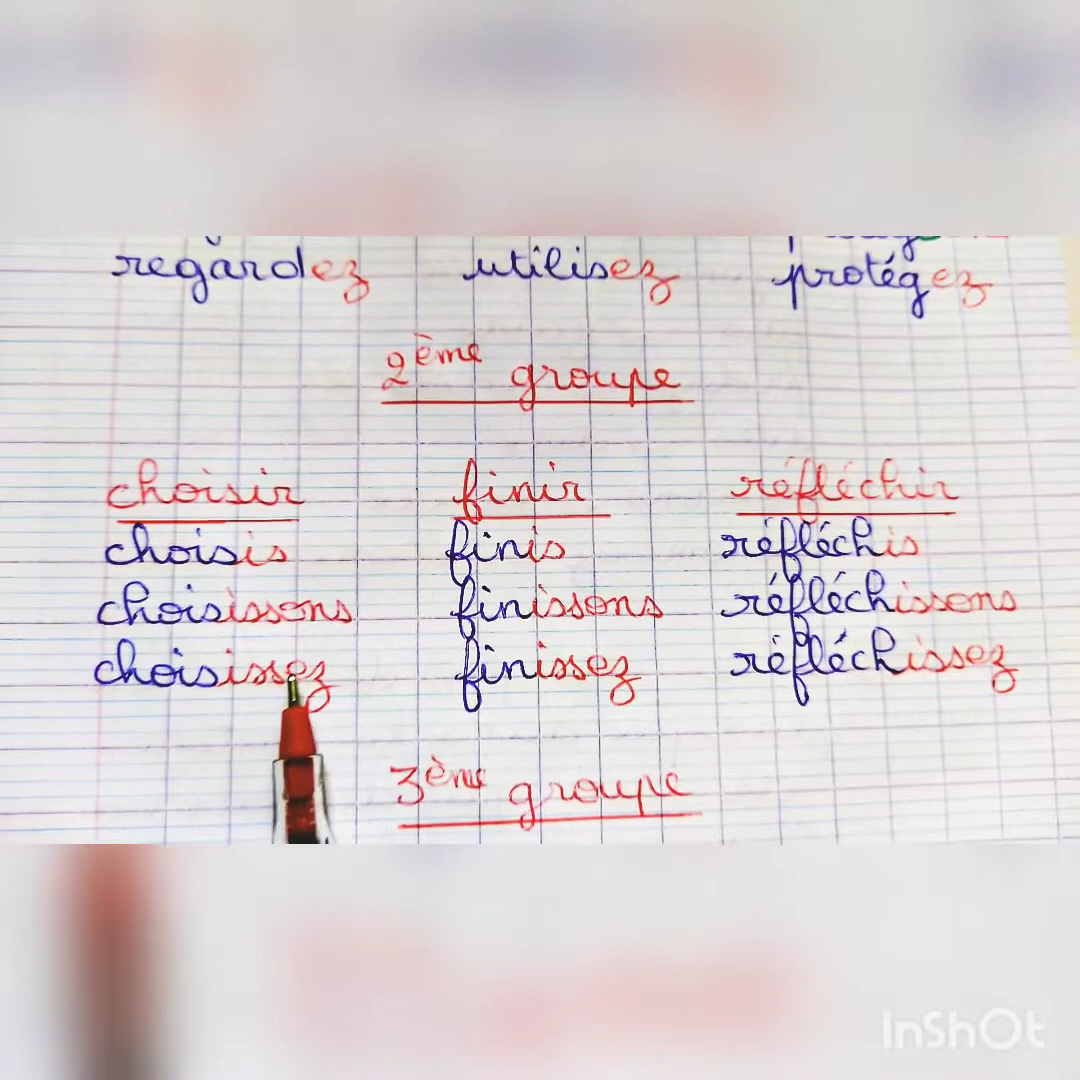 regardez utilisez protégez
2ème groupe
choisir finir réfléchir
choisis finis réfléchis
choisissons finissons réfléchissons
choisissez finissez réfléchissez
3ème groupe
InShOt